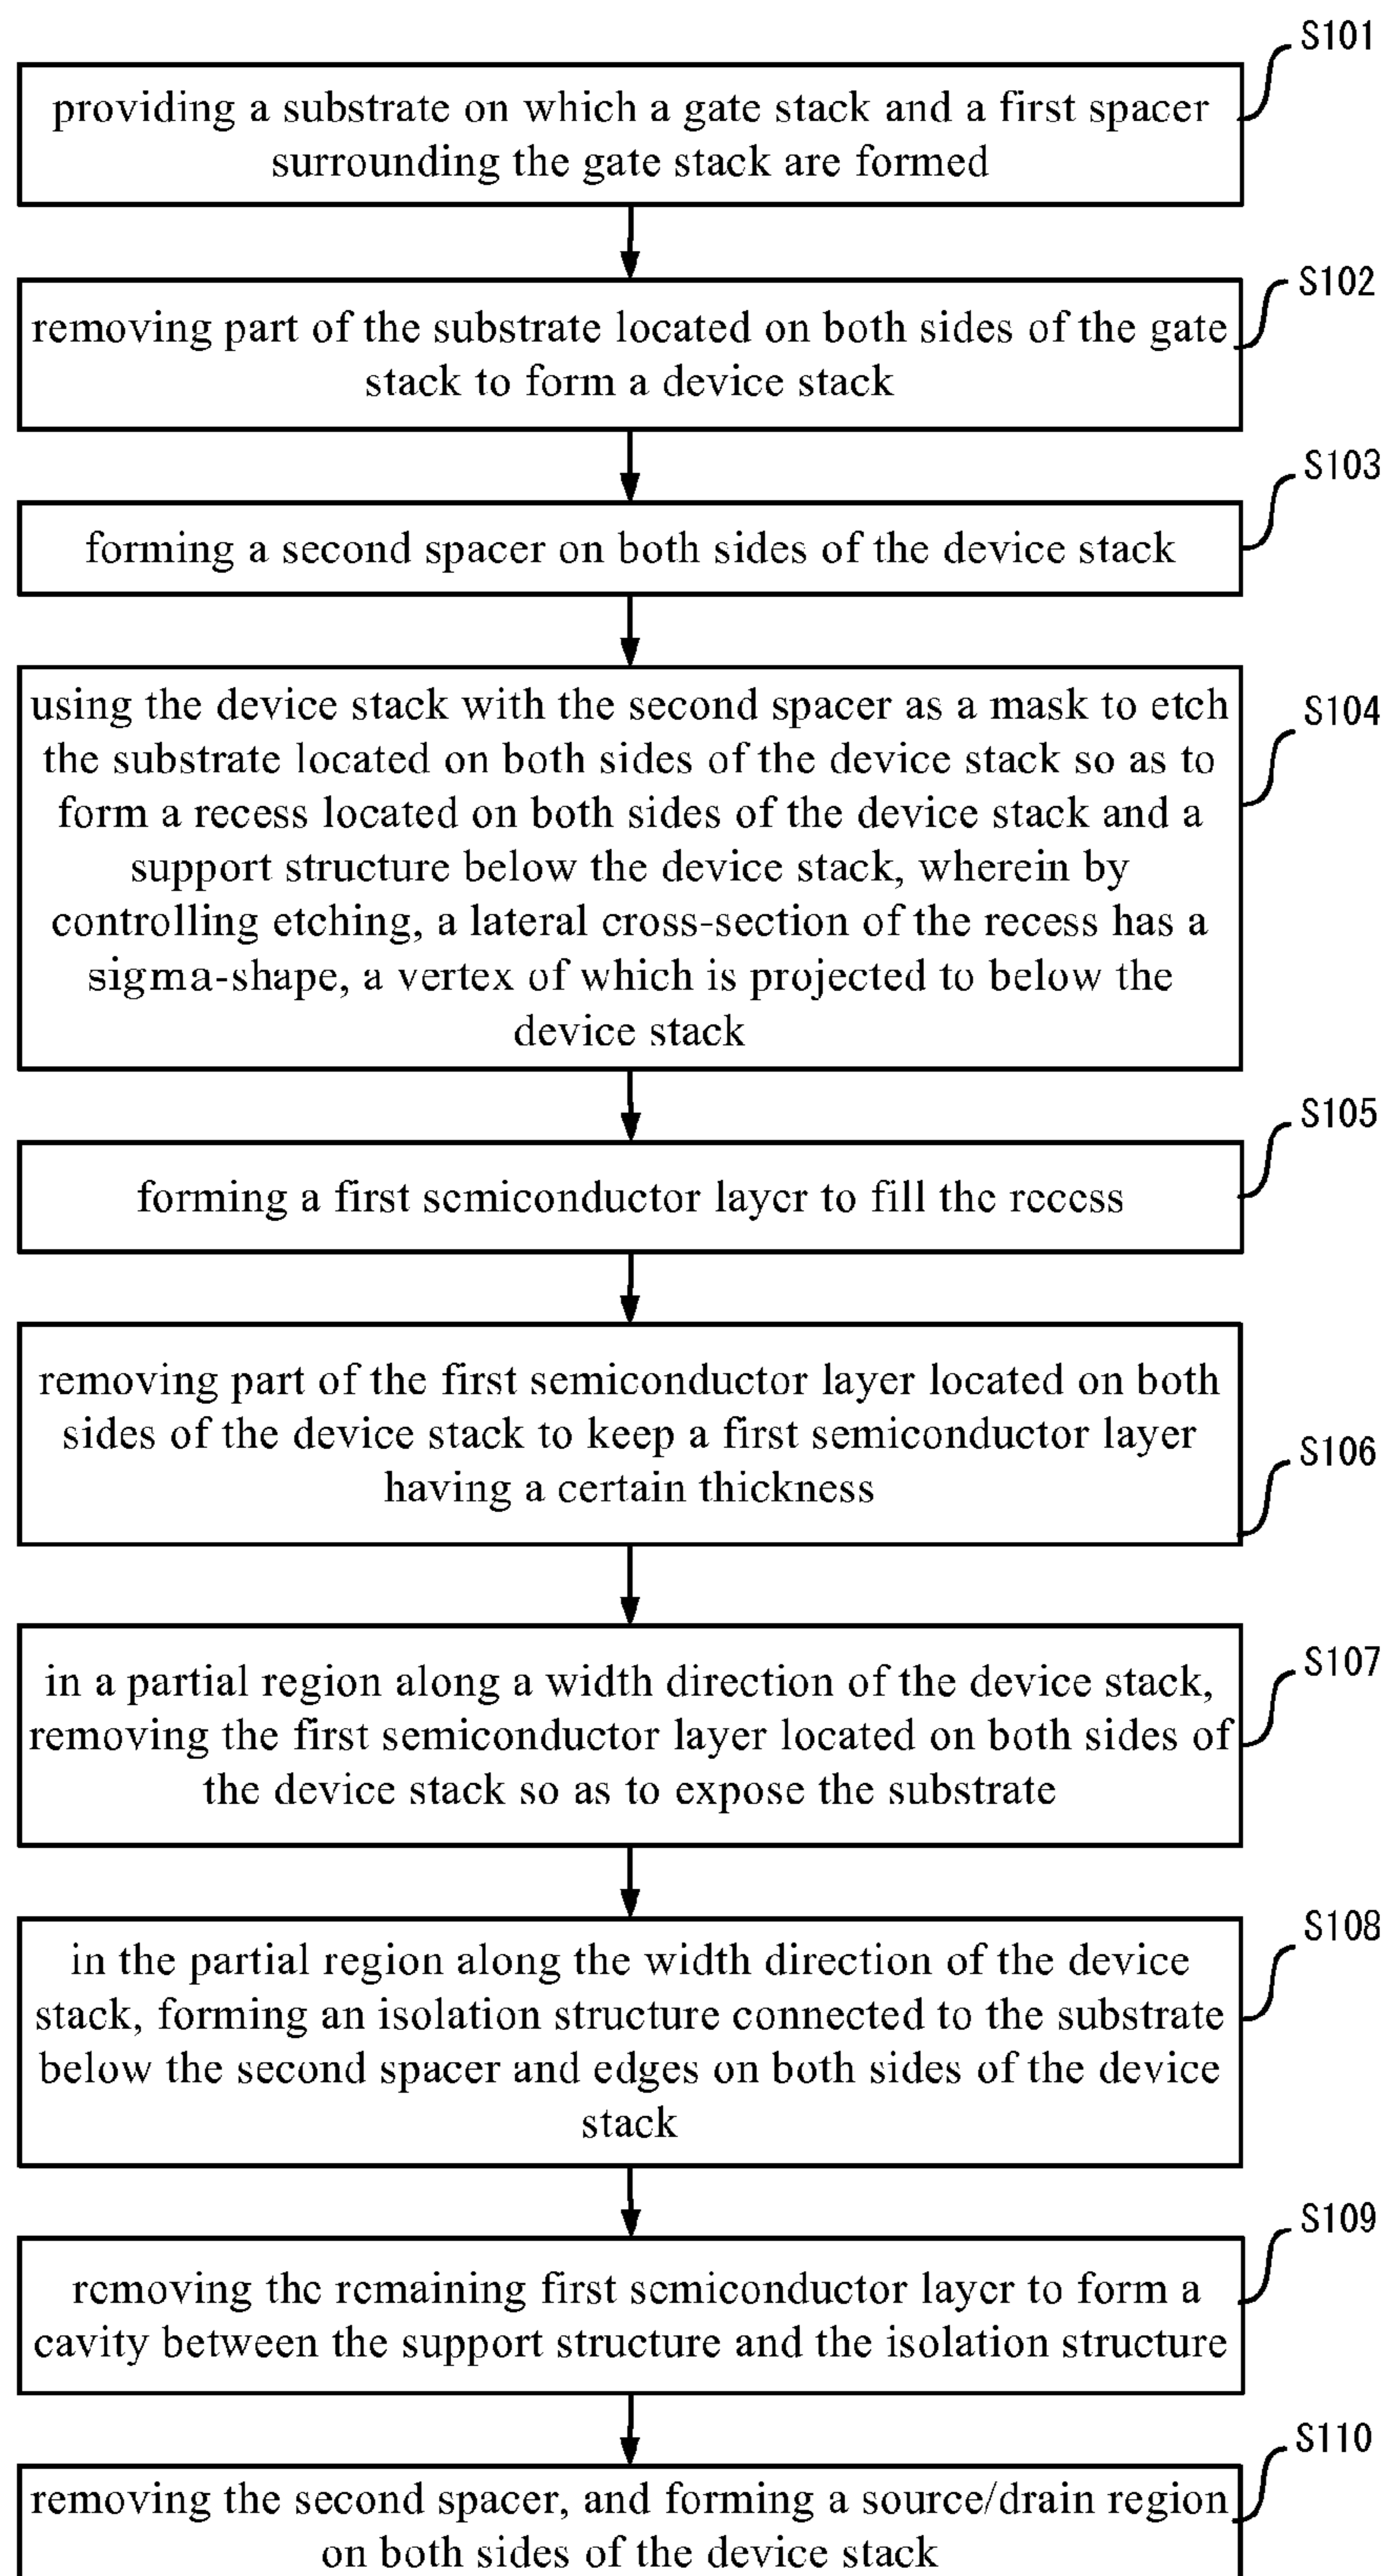 S101
providing a substrate on which a gate stack and a first spacer
surrounding the gate stack are formed
S102
removing part of the substrate located on both sides of the gate
stack to form a device stack
S103
forming a second spacer on both sides of the device stack
S104
using the device stack with the second spacer as a mask to etch
the substrate located on both sides of the device stack so as to
form a recess located on both sides of the device stack and a
support structure below the device stack, wherein by
controlling etching, a lateral cross-section of the recess has a
sigma-shape, a vertex of which is projected to below the
device stack
S105
forming a first semiconductor layer to fill the recess
S106
removing part of the first semiconductor layer located on both
sides of the device stack to keep a first semiconductor layer
having a certain thickness
S107
in a partial region along a width direction of the device stack,
removing the first semiconductor layer located on both sides of
the device stack so as to expose the substrate
S108
in the partial region along the width direction of the device
stack, forming an isolation structure connected to the substrate
below the second spacer and edges on both sides of the device
stack
S109
removing the remaining first semiconductor layer to form a
cavity between the support structure and the isolation structure
S110
removing the second spacer, and forming a source/drain region
on both sides of the device stack